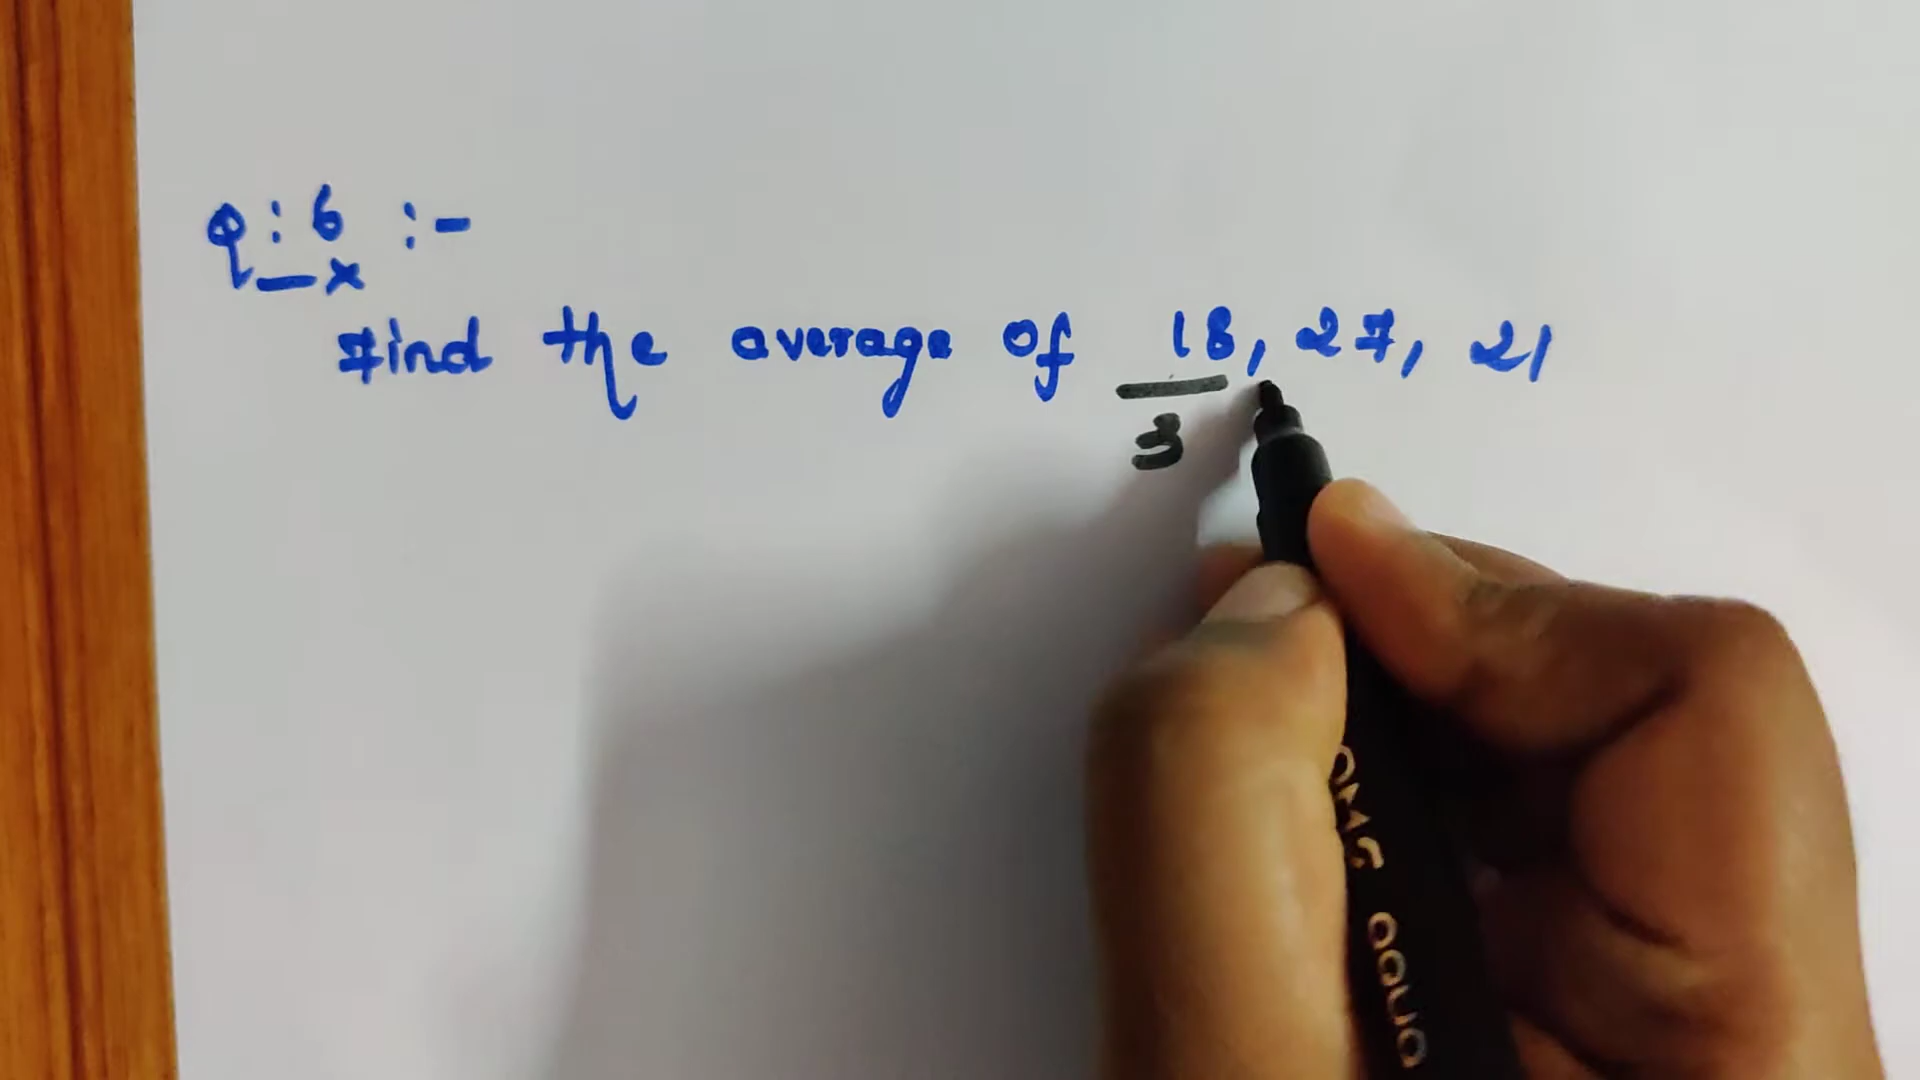 Q:6 :-
Find the average of 18, 27, 21
3